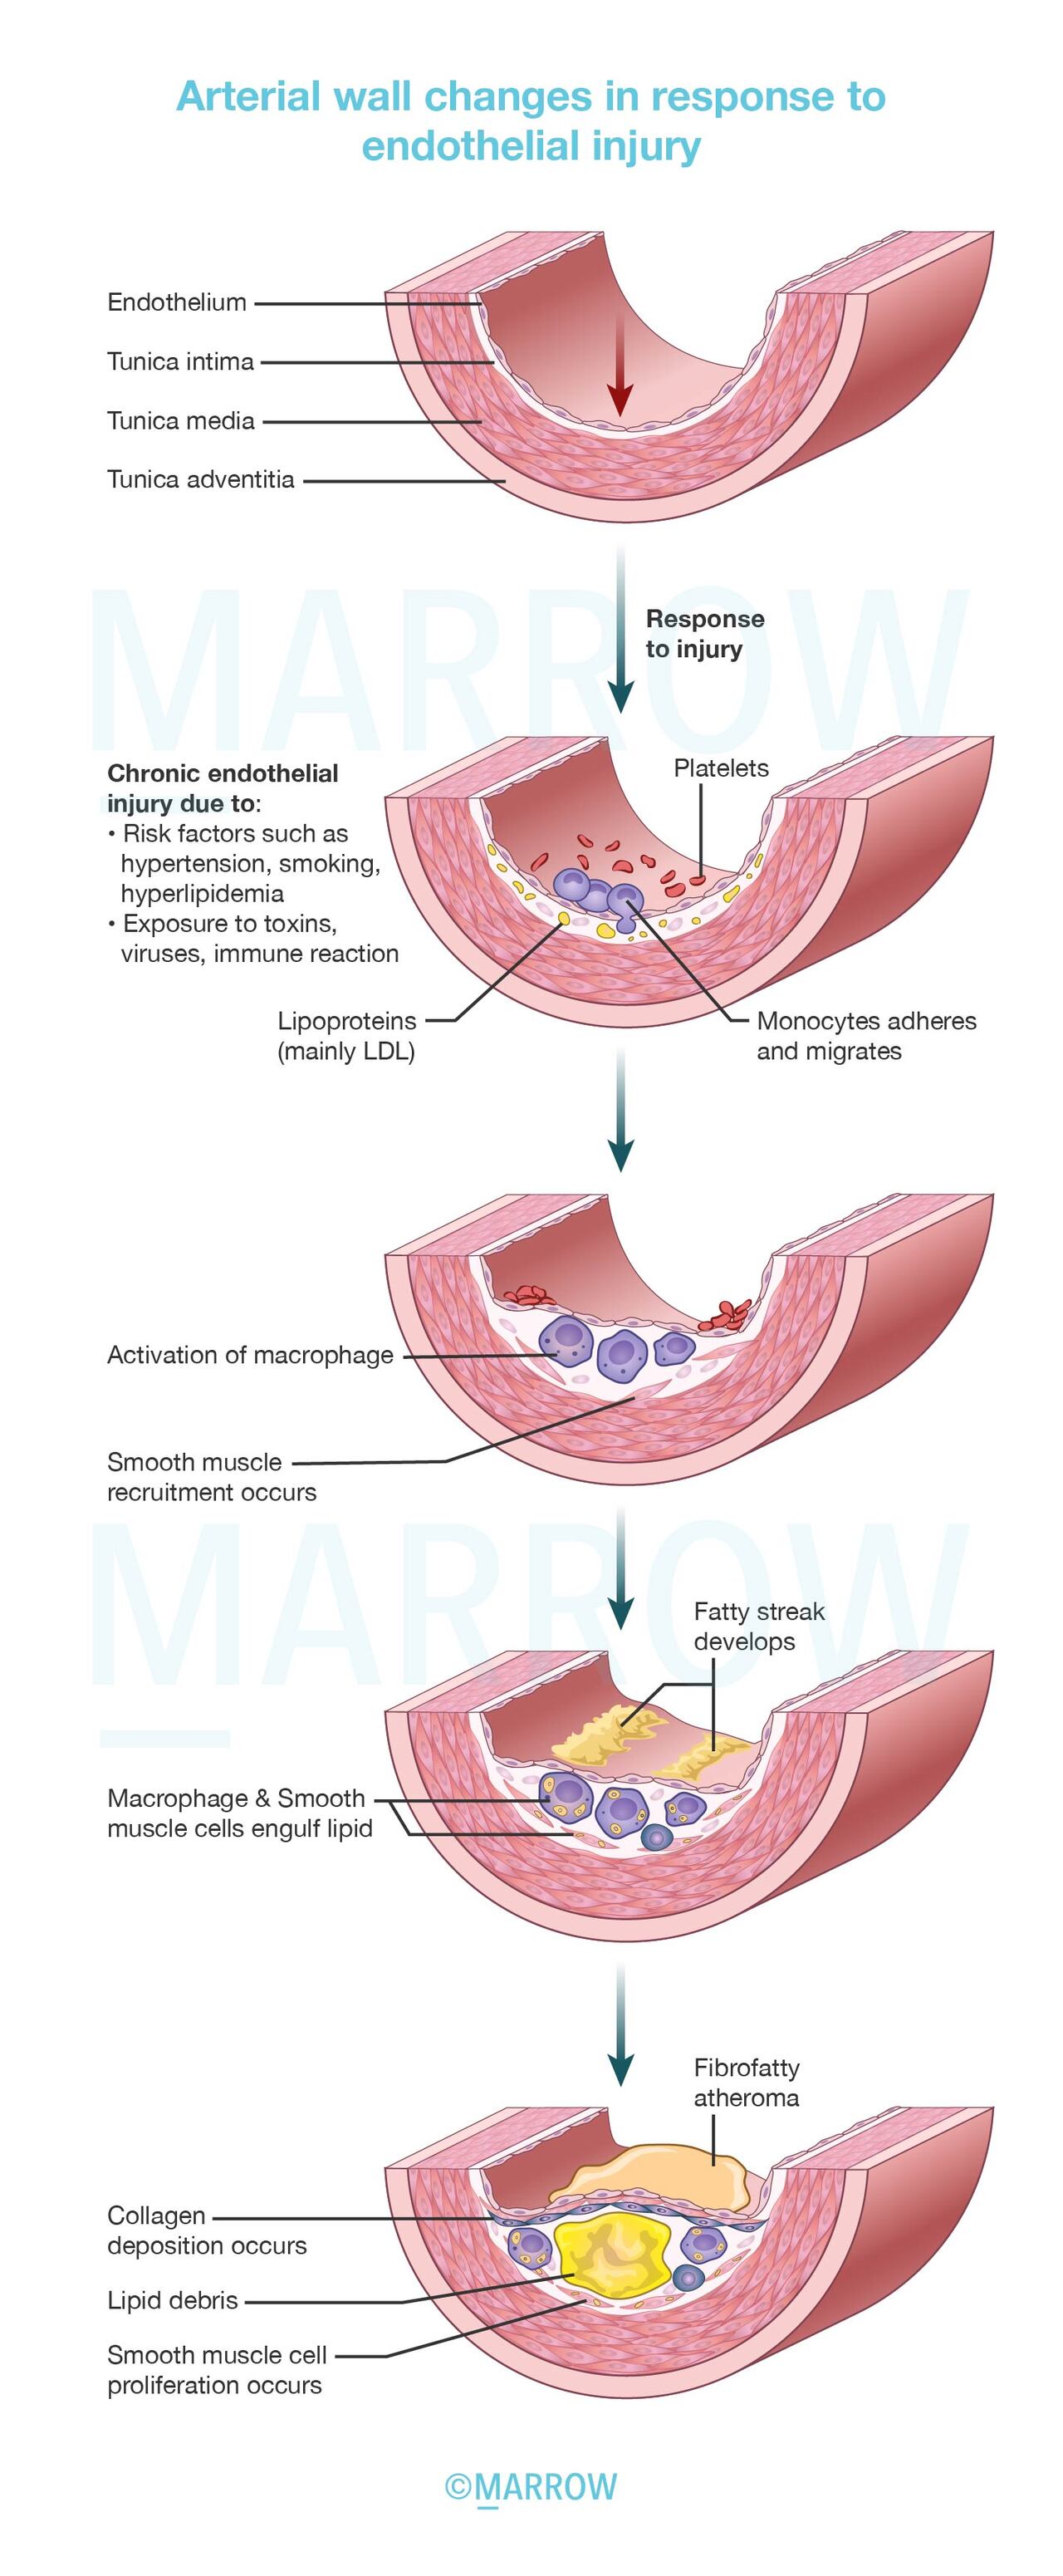 Arterial wall changes in response to
endothelial injury
Endothelium
Tunica intima
Tunica media
Tunica adventitia
Response
to injury
MARROW
Chronic endothelial
injury due to:
• Risk factors such as
hypertension, smoking,
hyperlipidemia
• Exposure to toxins,
viruses, immune reaction
Platelets
Lipoproteins
(mainly LDL)
Monocytes adheres
and migrates
Activation of macrophage
Smooth muscle
recruitment occurs
MARROW
Fatty streak
develops
Macrophage & Smooth
muscle cells engulf lipid
Fibrofatty
atheroma
Collagen
deposition occurs
Lipid debris
Smooth muscle cell
proliferation occurs
©MARROW